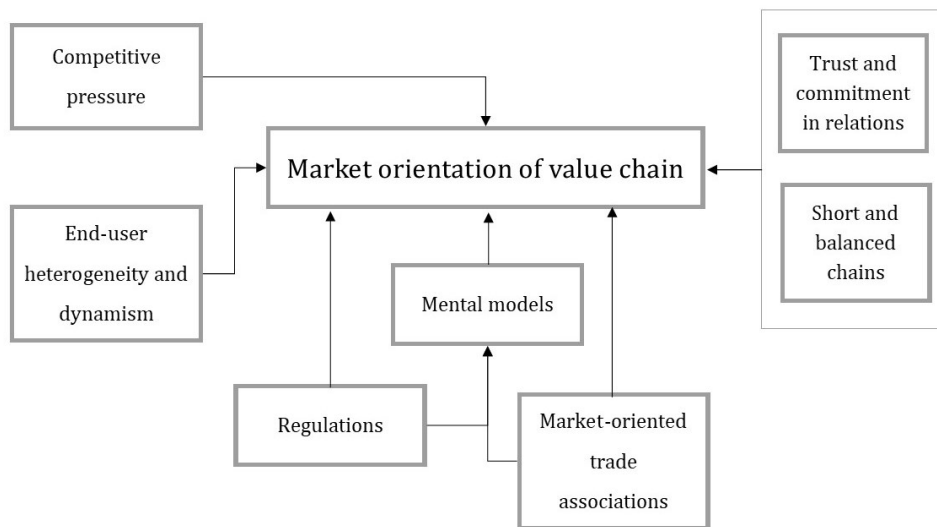 Competitive
pressure
Trust and
commitment
in relations
Market orientation of value chain
End-user
heterogeneity and
dynamism
Short and
balanced
chains
Mental models
Regulations
Market-oriented
trade
associations